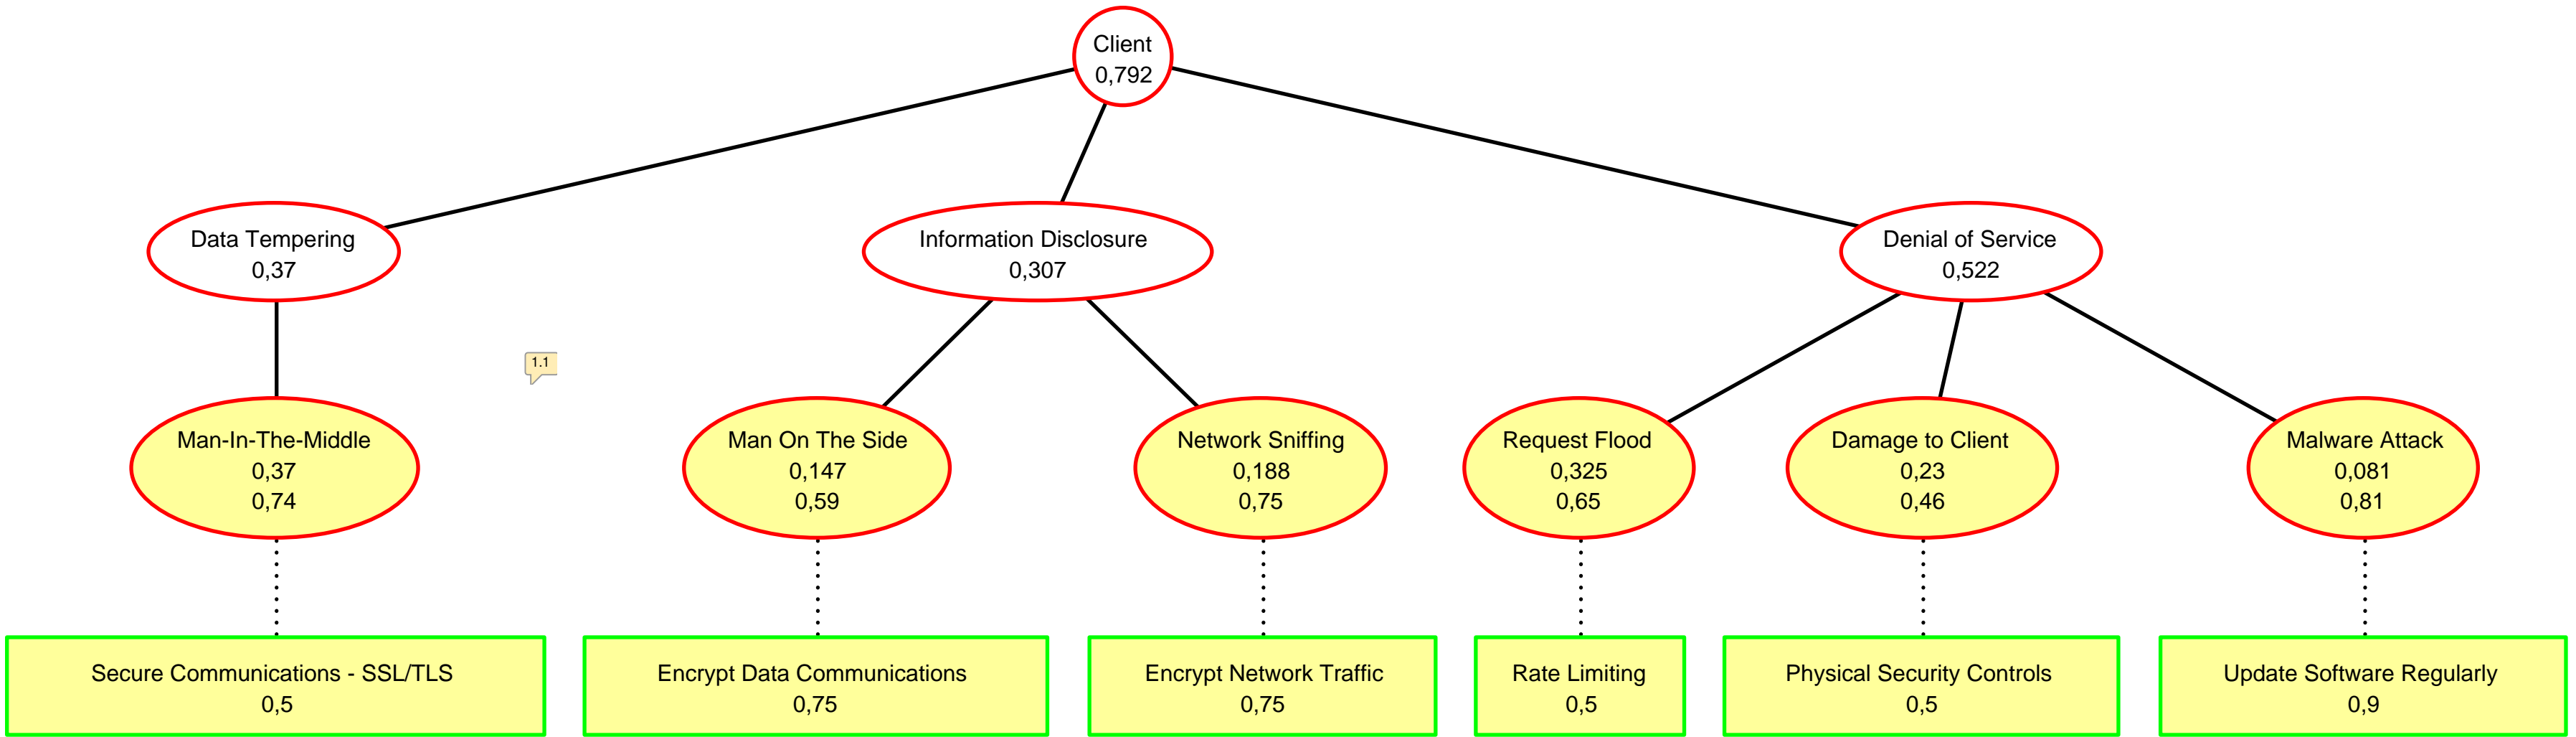 Client
0,792
Data Tempering
0,37
Information Disclosure
0,307
Denial of Service
0,522
1.1
Man-In-The-Middle
0,37
0,74
Man On The Side
0,147
0,59
Network Sniffing
0,188
0,75
Request Flood
0,325
0,65
Damage to Client
0,23
0,46
Malware Attack
0,081
0,81
Secure Communications - SSL/TLS
0,5
Encrypt Data Communications
0,75
Encrypt Network Traffic
0,75
Rate Limiting
0,5
Physical Security Controls
0,5
Update Software Regularly
0,9